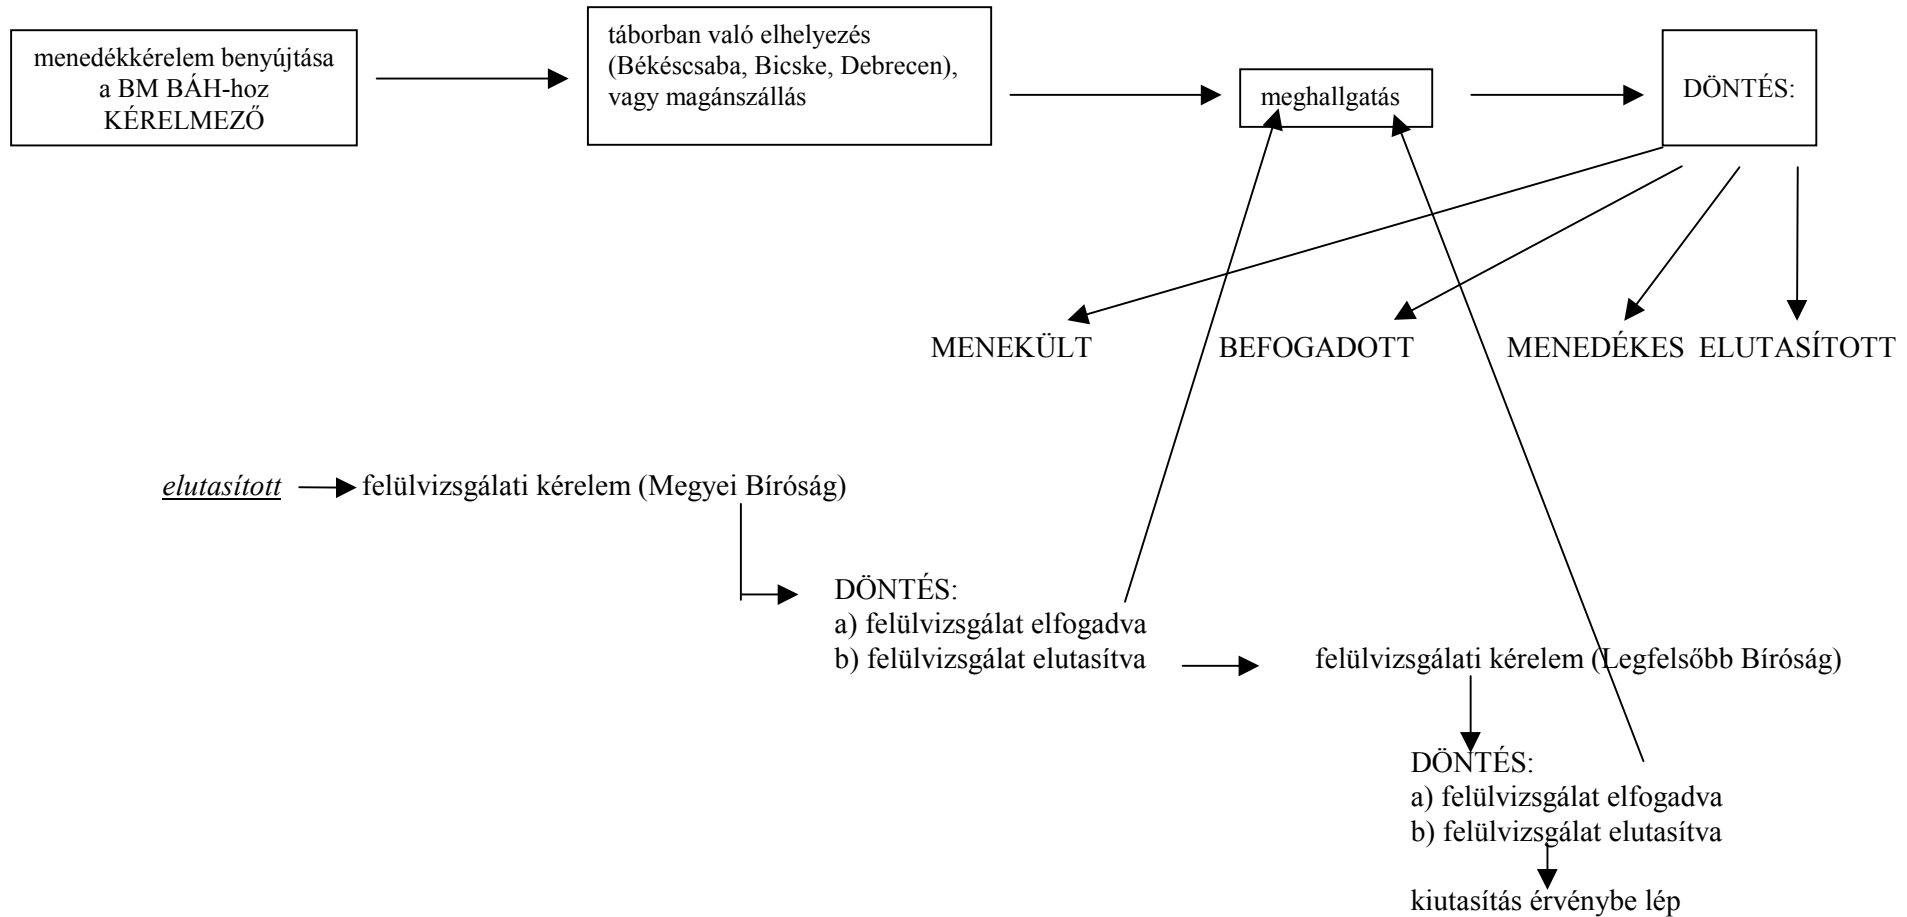 menedékkérelem benyújtása
a BM BÁH-hoz
KÉRELMEZŐ
táborban való elhelyezés
(Békéscsaba, Bicske, Debrecen),
vagy magánszállás
meghallgatás
DÖNTÉS:
MENEKÜLT
BEFOGADOTT
MENEDÉKES
ELUTASÍTOTT
elutasított
felülvizsgálati kérelem (Megyei Bíróság)
DÖNTÉS:
a) felülvizsgálat elfogadva
b) felülvizsgálat elutasítva
felülvizsgálati kérelem (Legfelsőbb Bíróság)
DÖNTÉS:
a) felülvizsgálat elfogadva
b) felülvizsgálat elutasítva
kiutasítás érvénybe lép